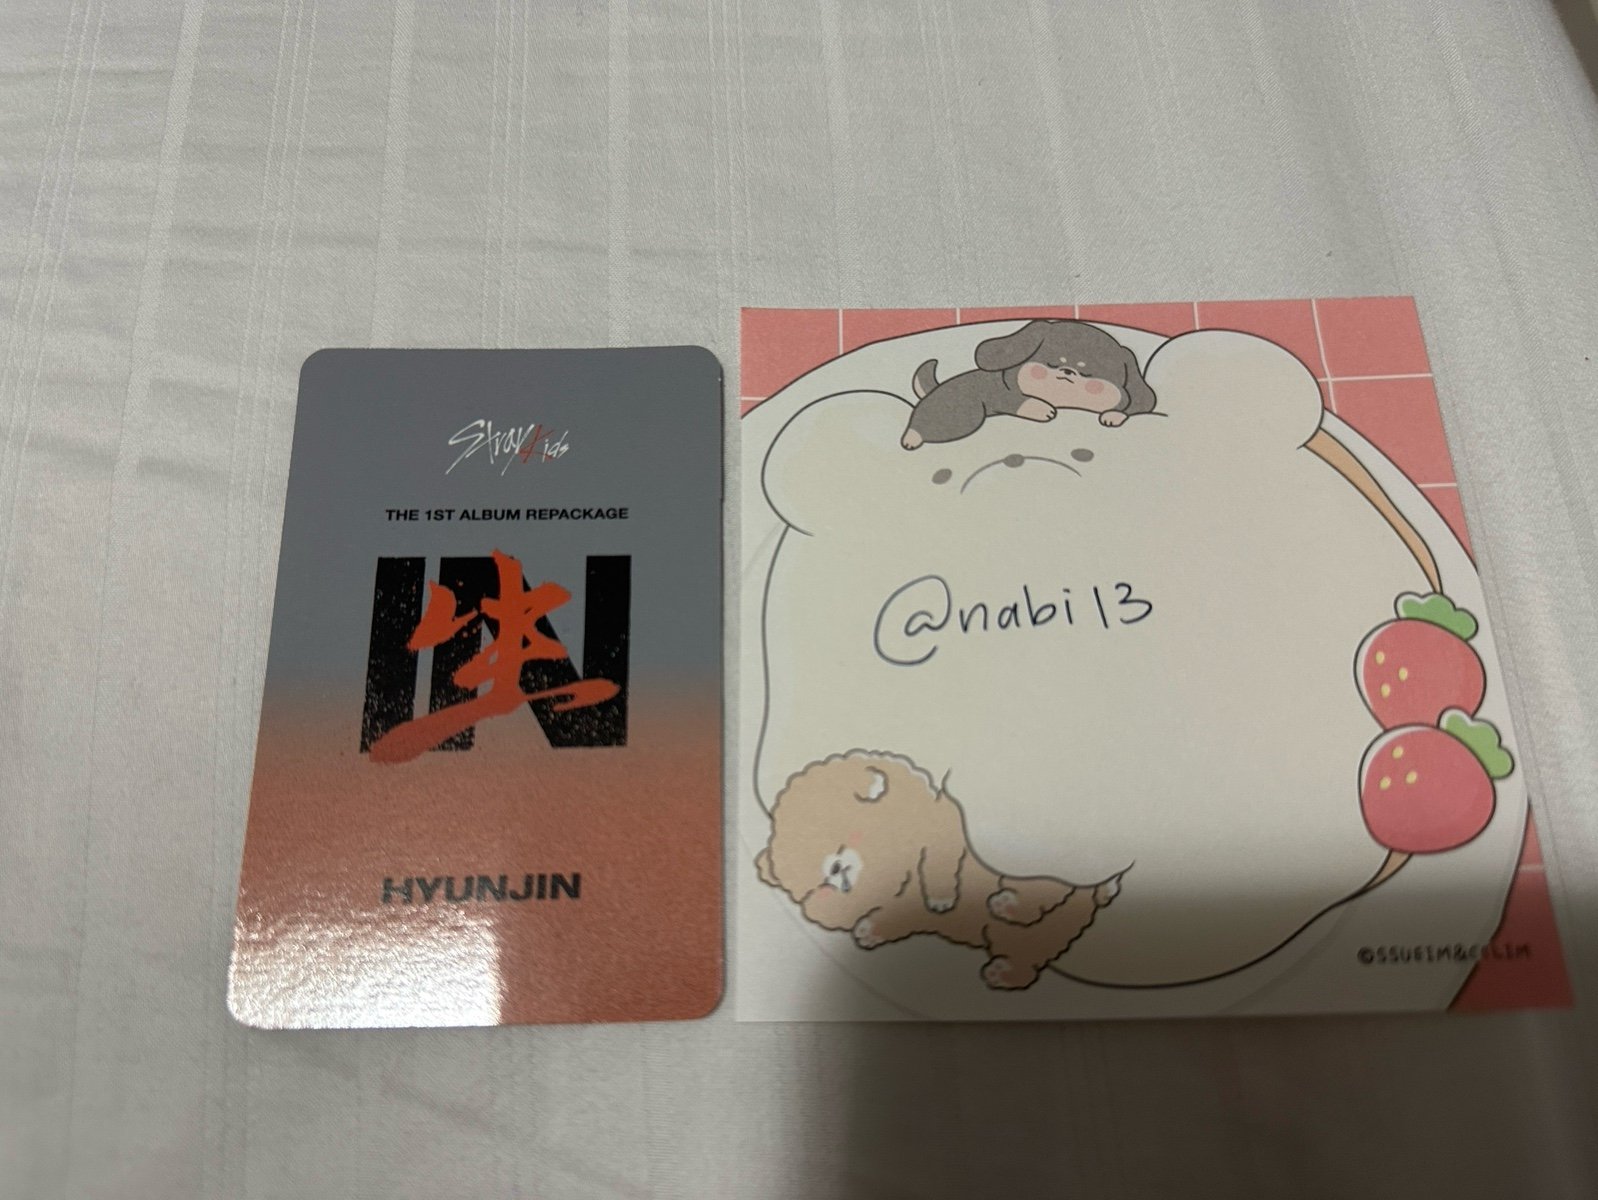 Stray Kids
THE 1ST ALBUM REPACKAGE
IN
生
HYUNJIN
@nabi13